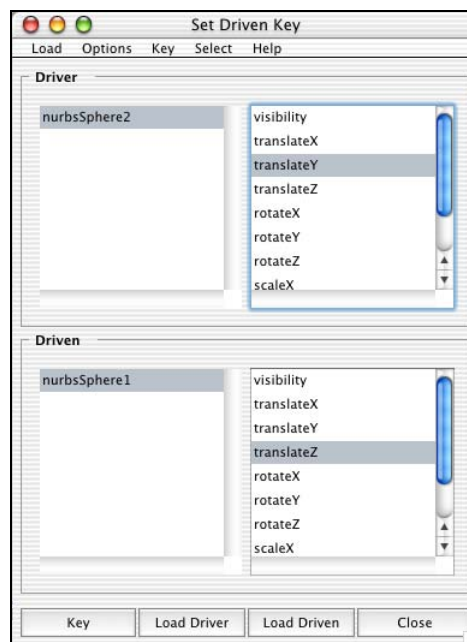 Set Driven Key
Load Options Key Select Help
Driver
nurbsSphere2
visibility
translateX
translateY
translateZ
rotateX
rotateY
rotateZ
scaleX
Driven
nurbsSphere1
visibility
translateX
translateY
translateZ
rotateX
rotateY
rotateZ
scaleX
Key Load Driver Load Driven Close